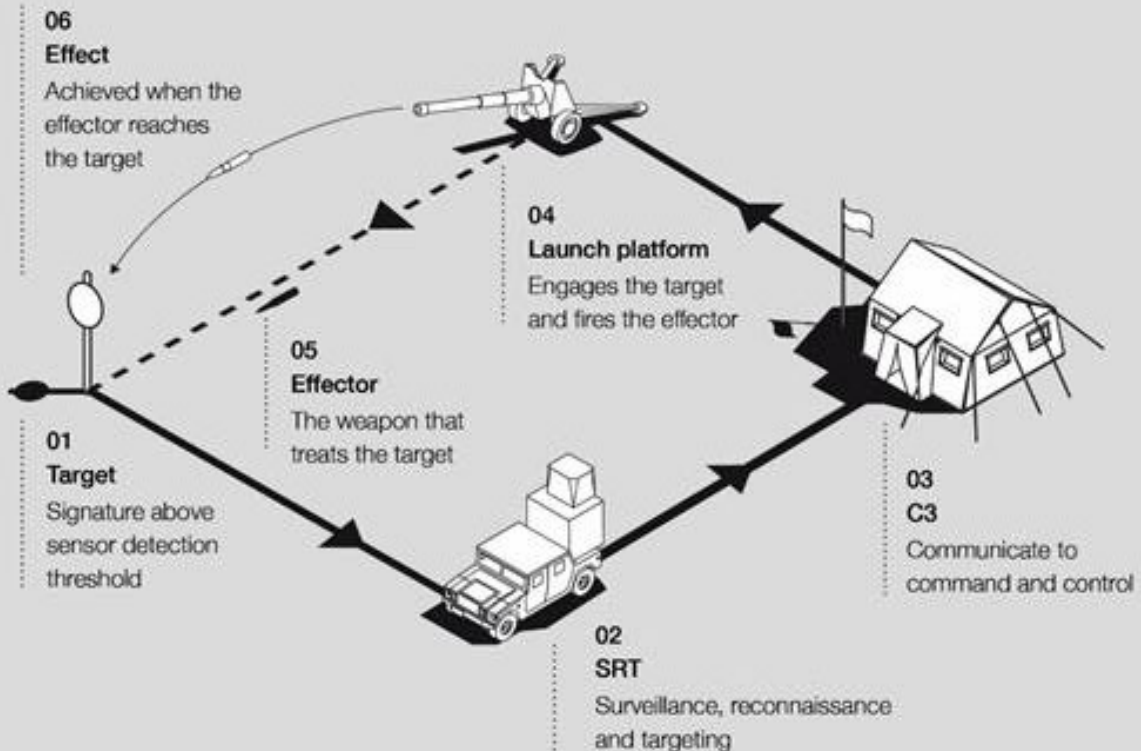 06
Effect
Achieved when the
effector reaches
the target
04
Launch platform
Engages the target
and fires the effector
05
Effector
The weapon that
treats the target
01
Target
Signature above
sensor detection
threshold
03
C3
Communicate to
command and control
02
SRT
Surveillance, reconnaissance
and targeting